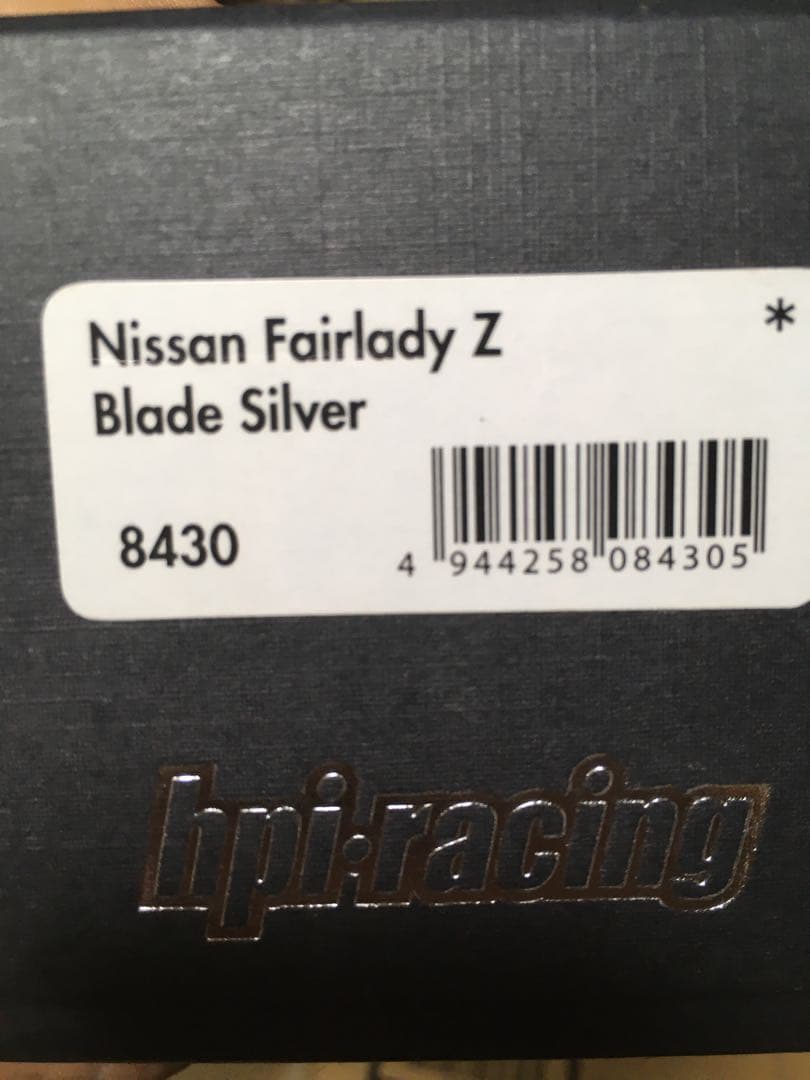 Nissan Fairlady Z *
Blade Silver
8430
4 944258 084305
hpi·racing